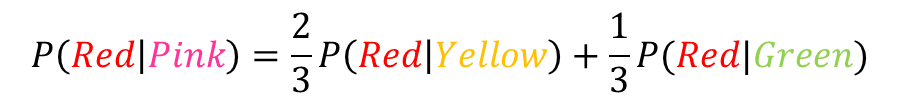 P(Red|Pink) = 2/3 P(Red|Yellow) + 1/3 P(Red|Green)